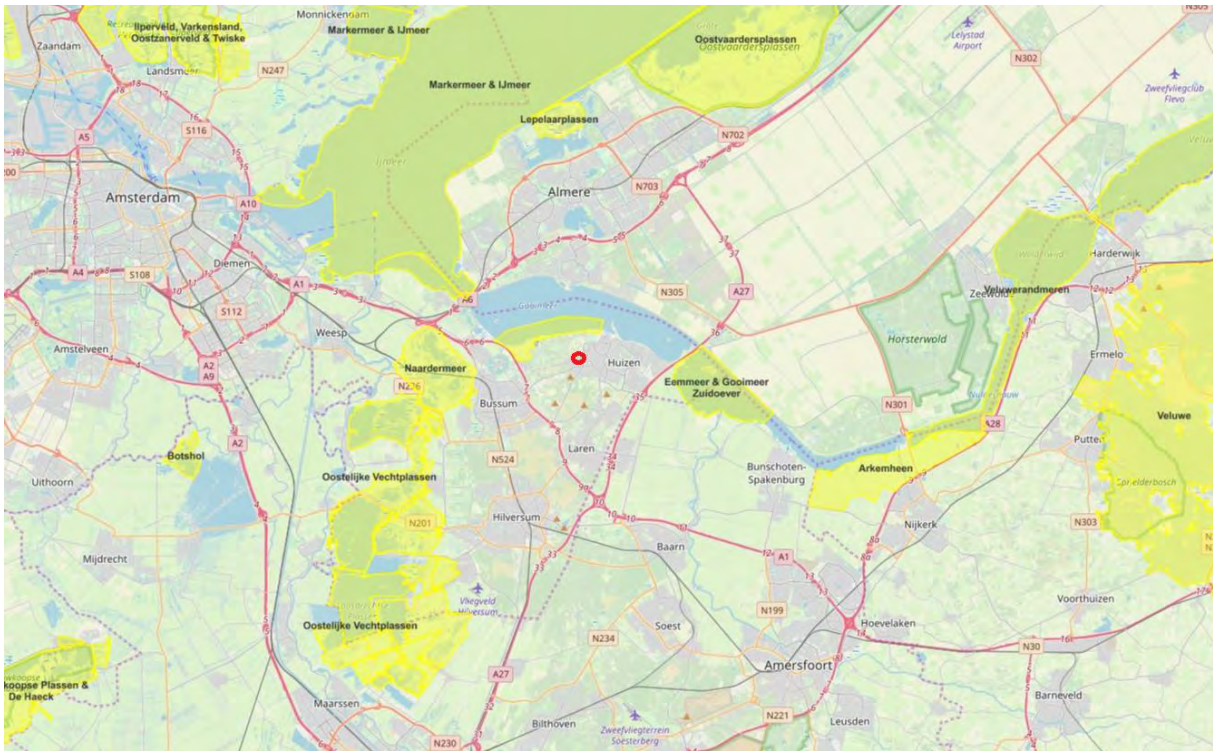 Monnickendam
N305
Ilperveld, Varkensland,
Oostzanerveld & Twiske
Markermeer & IJmeer
Oostvaardersplassen
Oostvaardersplassen
Lelystad
Airport
Zaandam
Landsmeer
N247
N302
Zweefvliegclub
Flevo
Markermeer & IJmeer
Lepelaarplassen
S116
A5
N702
IJmeer
N703
Almere
Amsterdam
A10
Diemen
A4
S108
A1
A6
N305
A27
Harderwijk
Zeewolde
Veluwerandmeren
S112
Weesp
Amstelveen
A2
A9
Horsterwold
Ermelo
Huizen
Naardermeer
N236
Eemmeer & Gooimeer
Zuidoever
Bussum
N301
A28
Veluwe
Laren
Putten
Botshol
A2
N524
Bunschoten-
Spakenburg
Arkemheen
Uithoorn
Oostelijke Vechtplassen
N201
Hilversum
Nijkerk
N303
Mijdrecht
Baarn
A1
Vliegveld
Hilversum
Voorthuizen
N199
Oostelijke Vechtplassen
Soest
N234
Hoevelaken
N30
Amersfoort
A27
koopse Plassen &
De Haeck
Barneveld
Maarssen
N221
Leusden
Bilthoven
Zweefvliegterrein
Soesterberg
N230